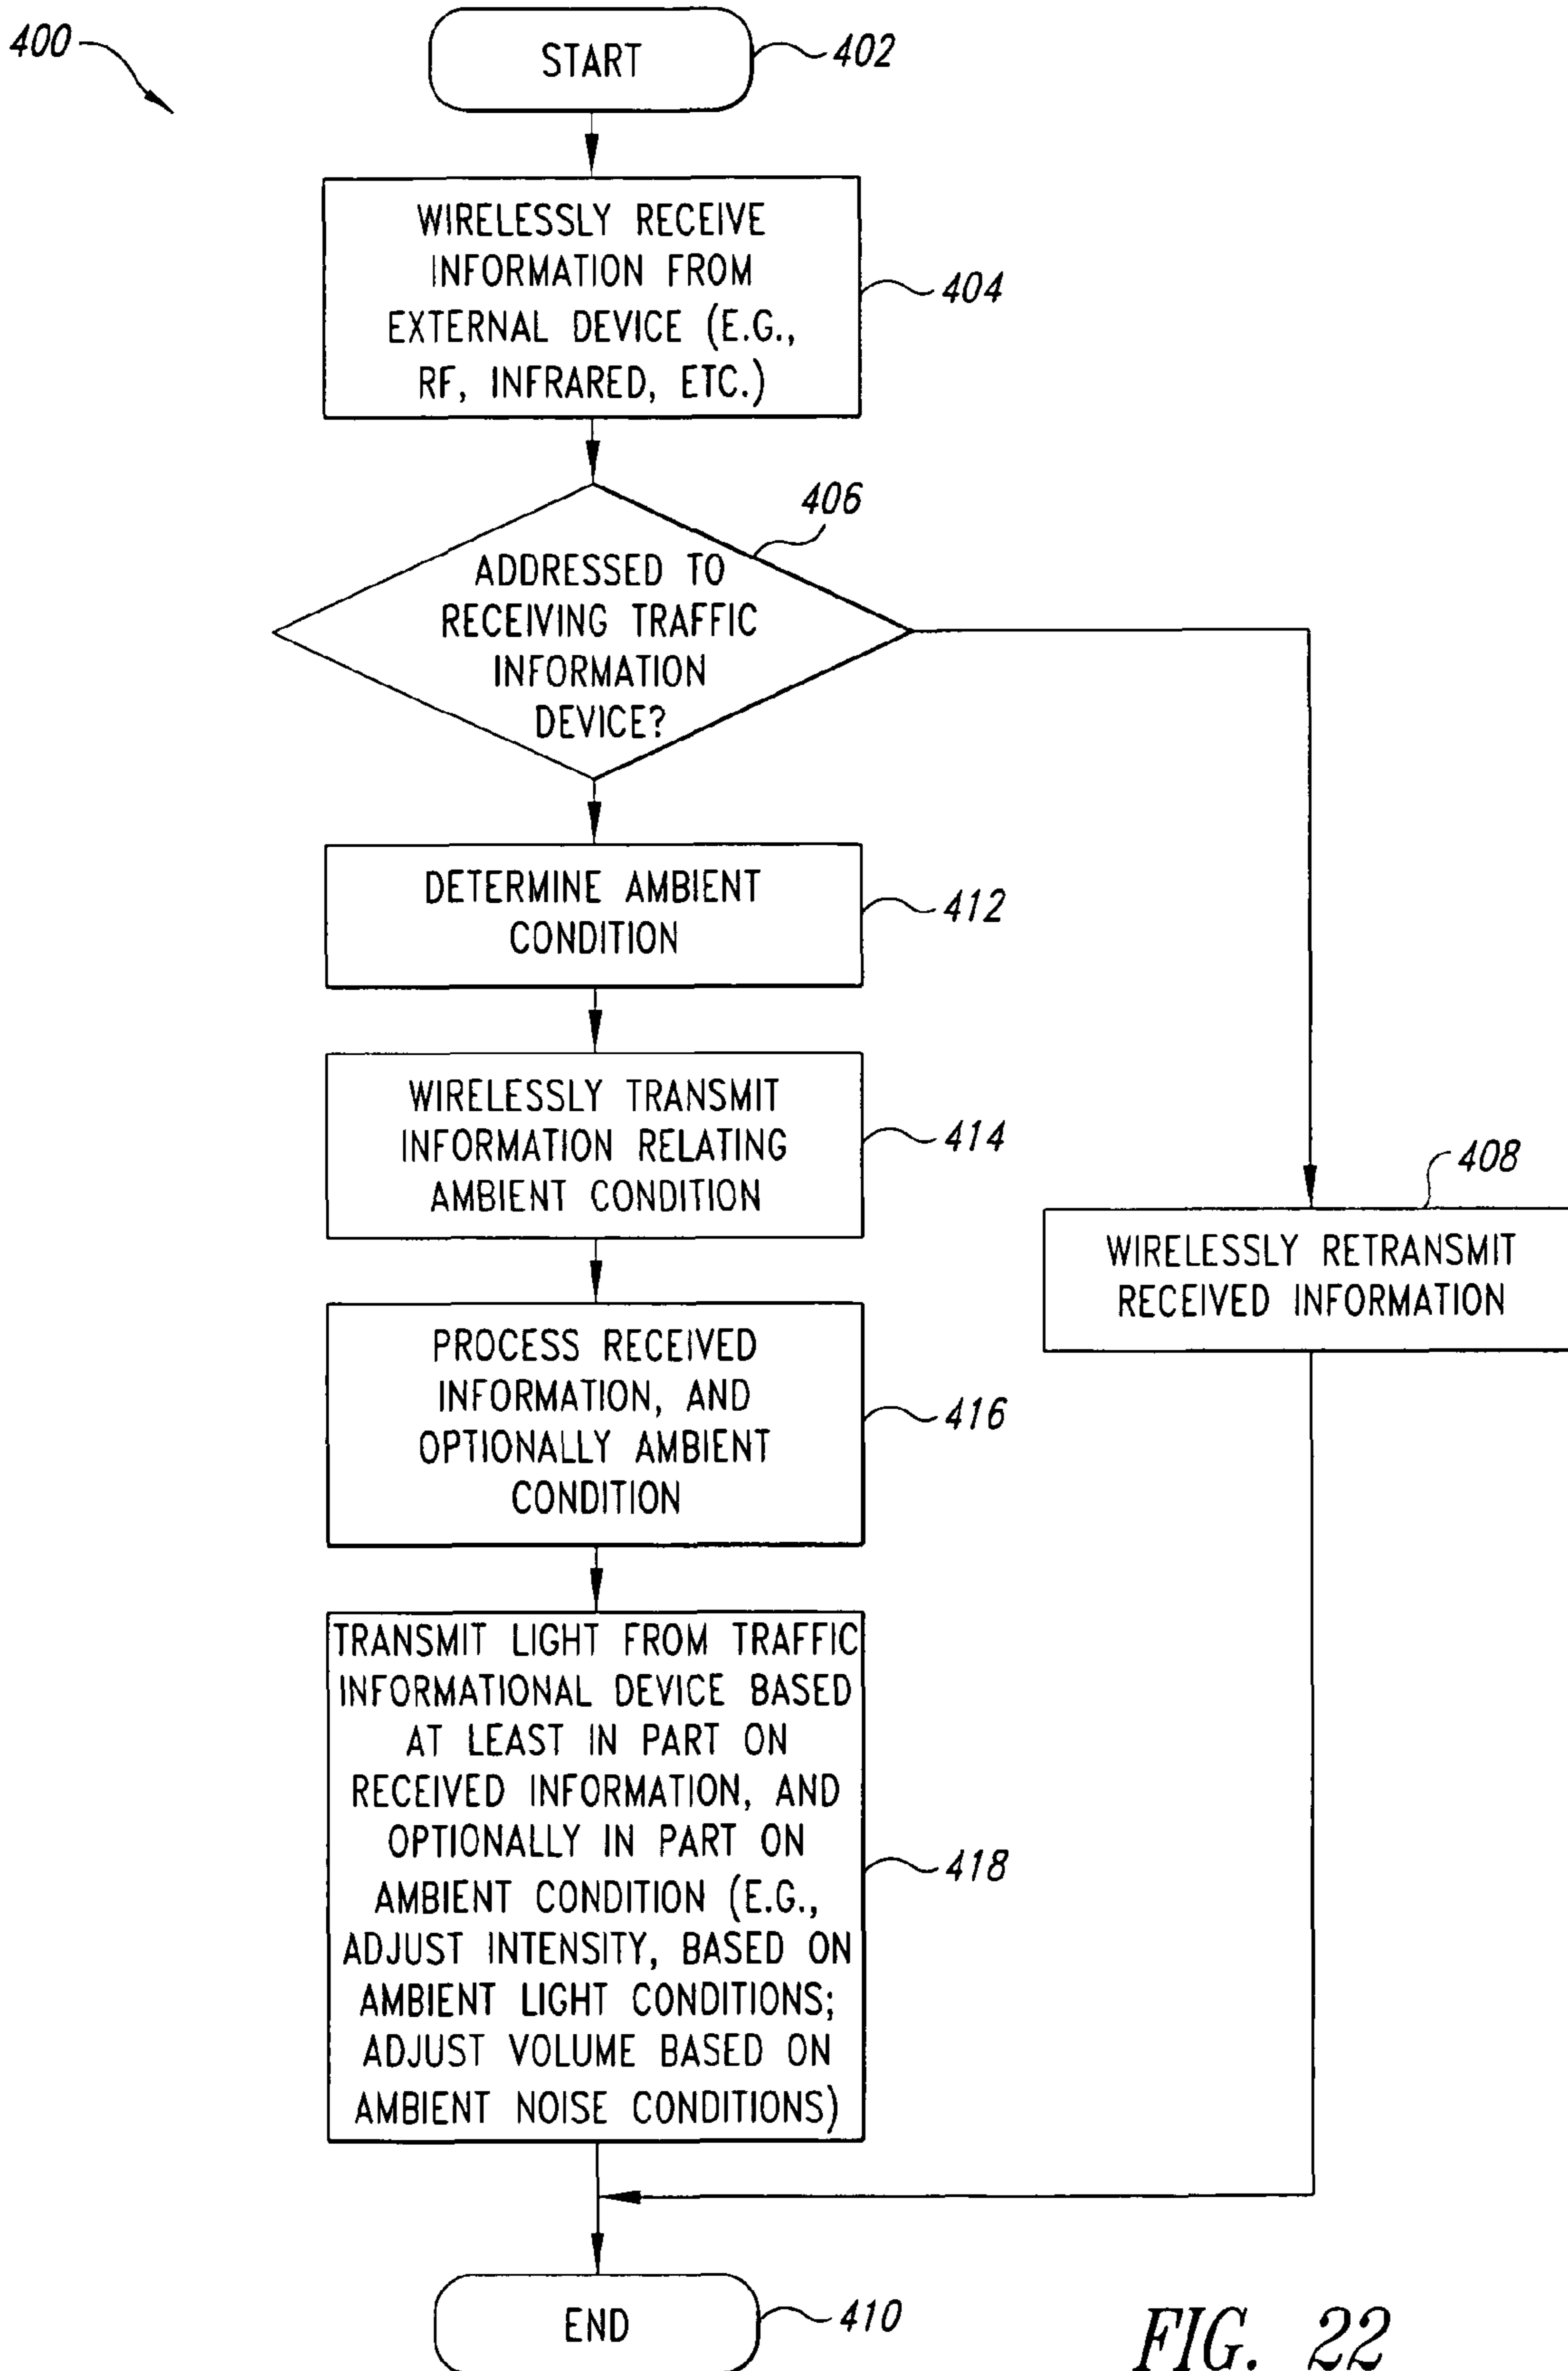 400
START
402
WIRELESSLY RECEIVE
INFORMATION FROM
EXTERNAL DEVICE (E.G.,
RF, INFRARED, ETC.)
404
406
ADDRESSED TO
RECEIVING TRAFFIC
INFORMATION
DEVICE?
DETERMINE AMBIENT
CONDITION
412
WIRELESSLY TRANSMIT
INFORMATION RELATING
AMBIENT CONDITION
414
408
WIRELESSLY RETRANSMIT
RECEIVED INFORMATION
PROCESS RECEIVED
INFORMATION, AND
OPTIONALLY AMBIENT
CONDITION
416
TRANSMIT LIGHT FROM TRAFFIC
INFORMATIONAL DEVICE BASED
AT LEAST IN PART ON
RECEIVED INFORMATION, AND
OPTIONALLY IN PART ON
AMBIENT CONDITION (E.G.,
ADJUST INTENSITY, BASED ON
AMBIENT LIGHT CONDITIONS;
ADJUST VOLUME BASED ON
AMBIENT NOISE CONDITIONS)
418
END
410
FIG. 22